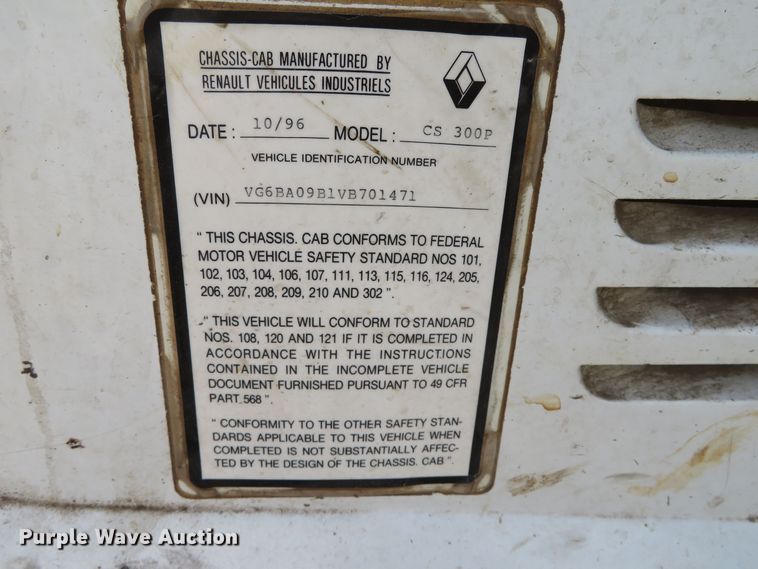 CHASSIS-CAB MANUFACTURED BY
RENAULT VEHICULES INDUSTRIELS
DATE : 10/96 MODEL : CS 300P
VEHICLE IDENTIFICATION NUMBER
(VIN) VG6BA09B1VB701471
" THIS CHASSIS. CAB CONFORMS TO FEDERAL
MOTOR VEHICLE SAFETY STANDARD NOS 101,
102, 103, 104, 106, 107, 111, 113, 115, 116, 124, 205,
206, 207, 208, 209, 210 AND 302 ".
" THIS VEHICLE WILL CONFORM TO STANDARD
NOS. 108, 120 AND 121 IF IT IS COMPLETED IN
ACCORDANCE WITH THE INSTRUCTIONS
CONTAINED IN THE INCOMPLETE VEHICLE
DOCUMENT FURNISHED PURSUANT TO 49 CFR
PART 568 ".
" CONFORMITY TO THE OTHER SAFETY STAN-
DARDS APPLICABLE TO THIS VEHICLE WHEN
COMPLETED IS NOT SUBSTANTIALLY AFFEC-
TED BY THE DESIGN OF THE CHASSIS. CAB ".
Purple Wave Auction